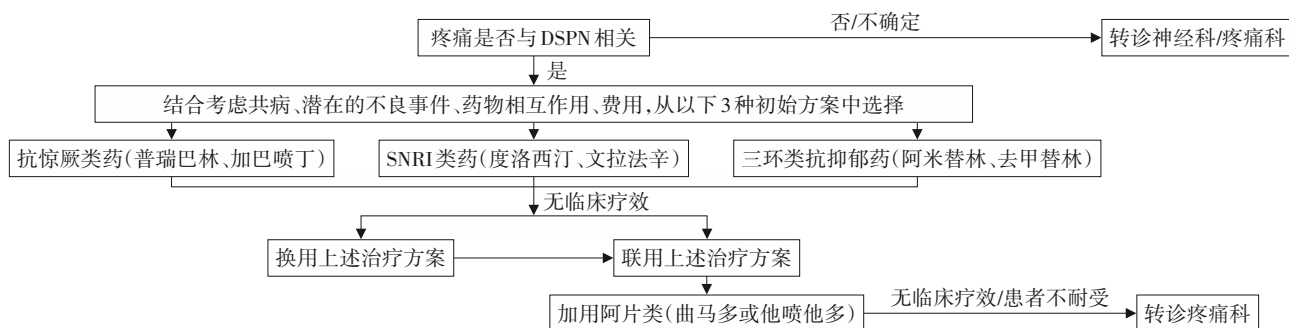 否/不确定
疼痛是否与DSPN相关
转诊神经科/疼痛科
是
结合考虑共病、潜在的不良事件、药物相互作用、费用,从以下3种初始方案中选择
抗惊厥类药(普瑞巴林、加巴喷丁)
SNRI类药(度洛西汀、文拉法辛)
三环类抗抑郁药(阿米替林、去甲替林)
无临床疗效
换用上述治疗方案
联用上述治疗方案
无临床疗效/患者不耐受
加用阿片类(曲马多或他喷他多)
转诊疼痛科